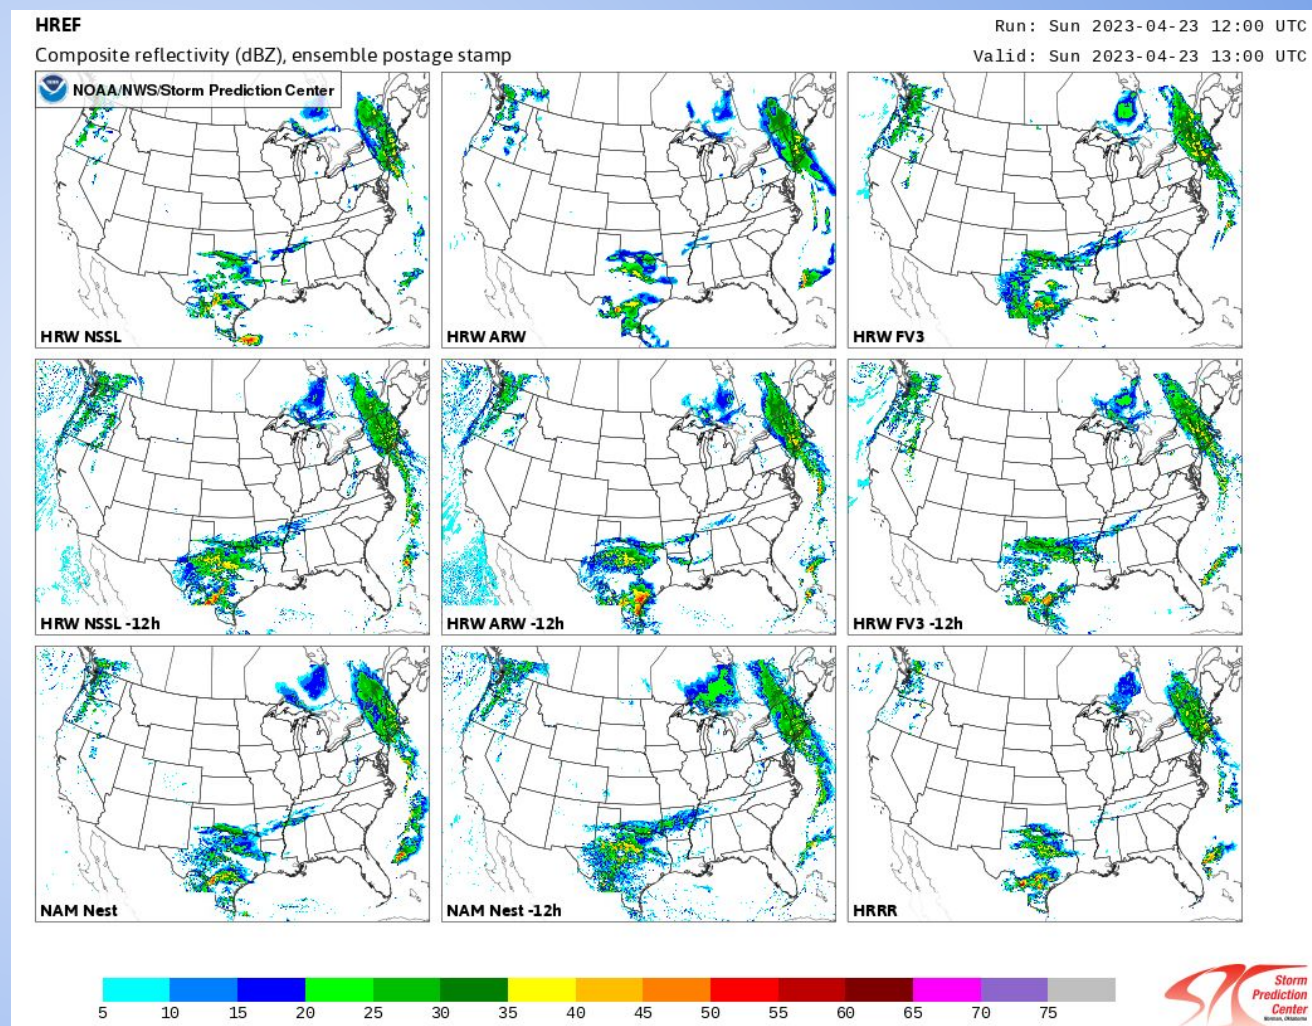 HREF
Run: Sun 2023-04-23 12:00 UTC
Composite reflectivity (dBZ), ensemble postage stamp
Valid: Sun 2023-04-23 13:00 UTC
NOAA/NWS/Storm Prediction Center
HRW NSSL
HRW ARW
HRW FV3
HRW NSSL -12h
HRW ARW -12h
HRW FV3 -12h
NAM Nest
NAM Nest -12h
HRRR
5 10 15 20 25 30 35 40 45 50 55 60 65 70 75
Storm
Prediction
Center
Norman, Oklahoma